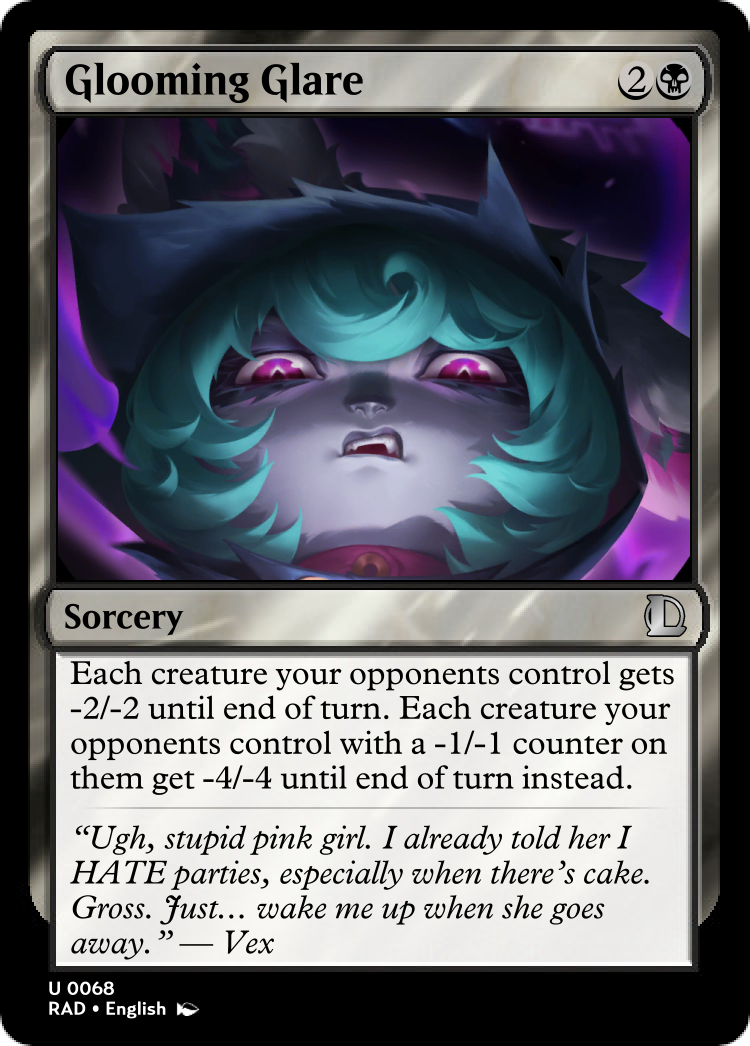 Glooming Glare
2
Sorcery
Each creature your opponents control gets
-2/-2 until end of turn. Each creature your
opponents control with a -1/-1 counter on
them get -4/-4 until end of turn instead.
“Ugh, stupid pink girl. I already told her I
HATE parties, especially when there’s cake.
Gross. Just... wake me up when she goes
away.” — Vex
U 0068
RAD • English